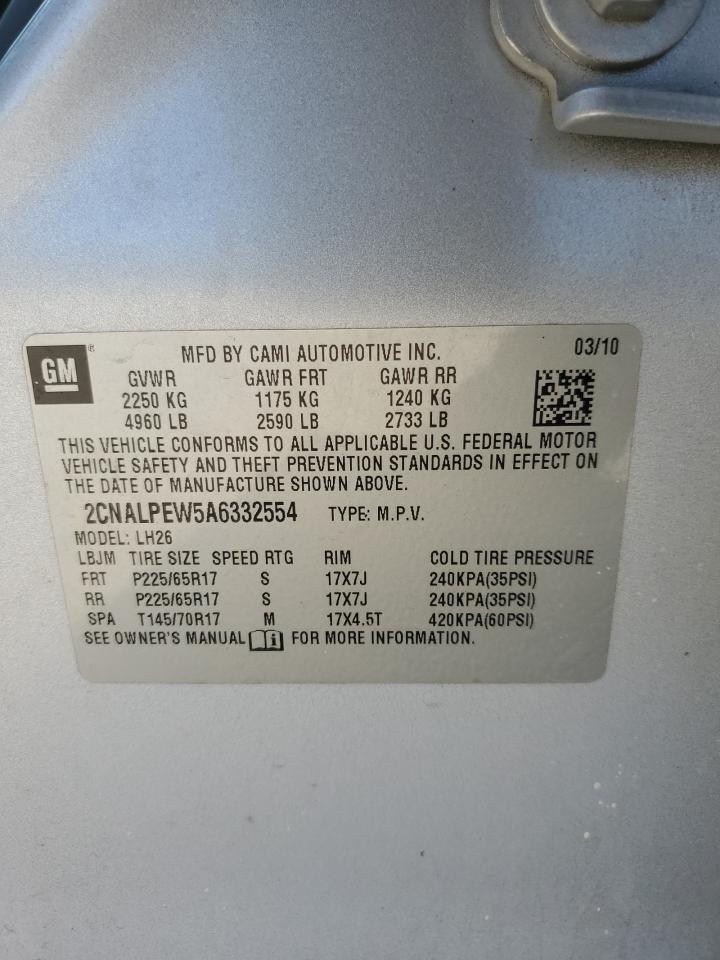 GM®
MFD BY CAMI AUTOMOTIVE INC. 03/10
GVWR GAWR FRT GAWR RR
2250 KG 1175 KG 1240 KG
4960 LB 2590 LB 2733 LB
THIS VEHICLE CONFORMS TO ALL APPLICABLE U.S. FEDERAL MOTOR
VEHICLE SAFETY AND THEFT PREVENTION STANDARDS IN EFFECT ON
THE DATE OF MANUFACTURE SHOWN ABOVE.
2CNALPEW5A6332554 TYPE: M.P.V.
MODEL: LH26
LBJM TIRE SIZE SPEED RTG RIM COLD TIRE PRESSURE
FRT P225/65R17 S 17X7J 240KPA(35PSI)
RR P225/65R17 S 17X7J 240KPA(35PSI)
SPA T145/70R17 M 17X4.5T 420KPA(60PSI)
SEE OWNER'S MANUAL i FOR MORE INFORMATION.